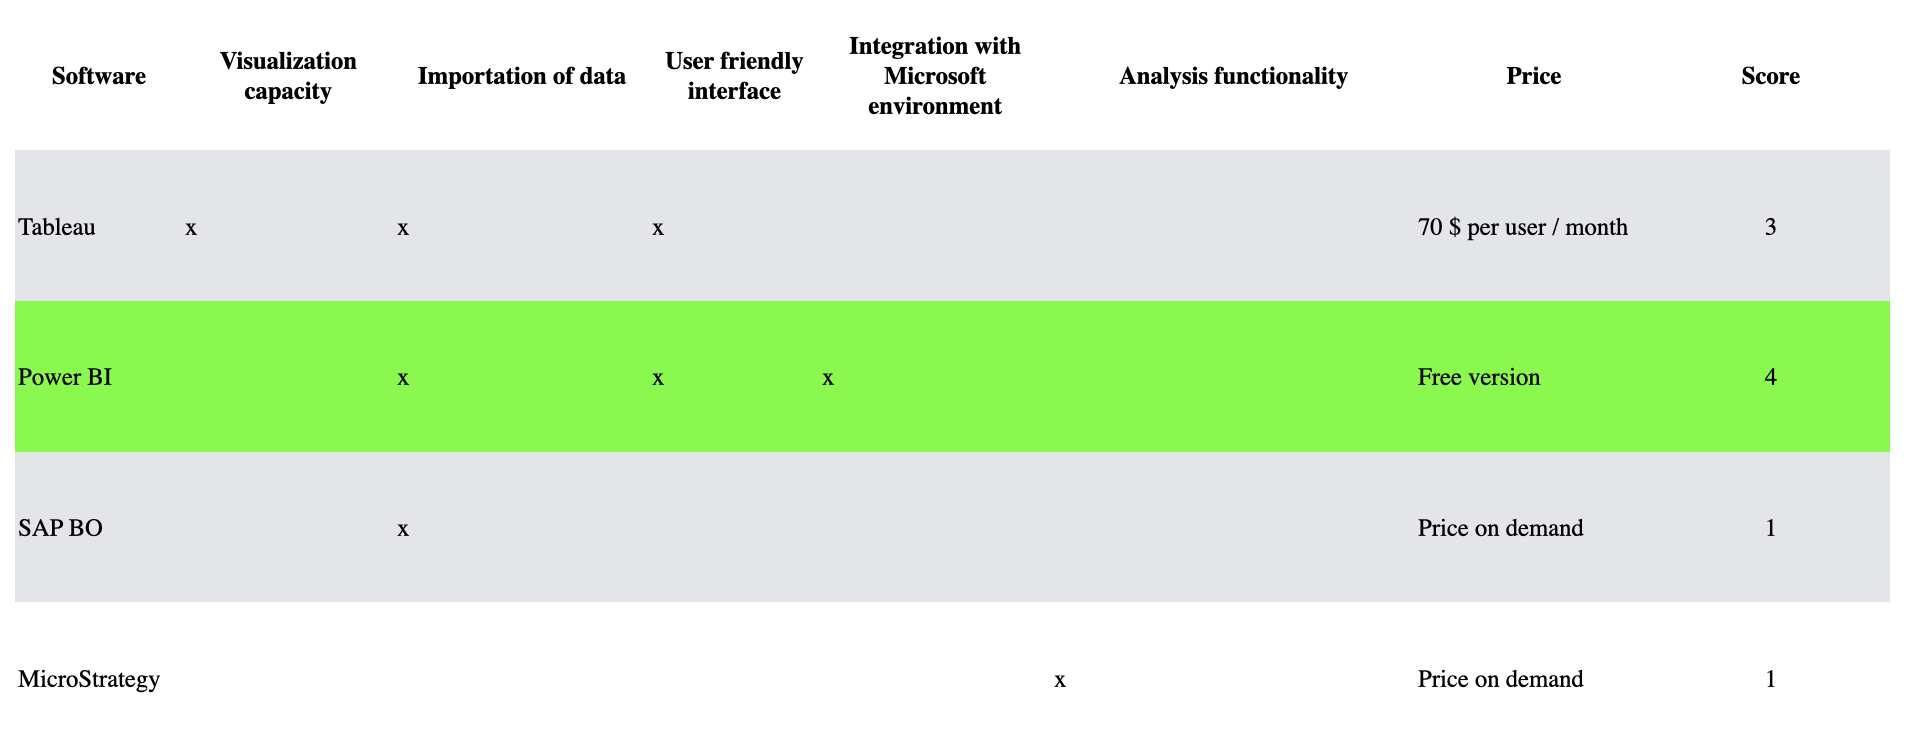 Software Visualization capacity Importation of data User friendly interface Integration with Microsoft environment Analysis functionality Price Score
Tableau x x x 70 $ per user / month 3
Power BI x x x Free version 4
SAP BO x Price on demand 1
MicroStrategy x Price on demand 1